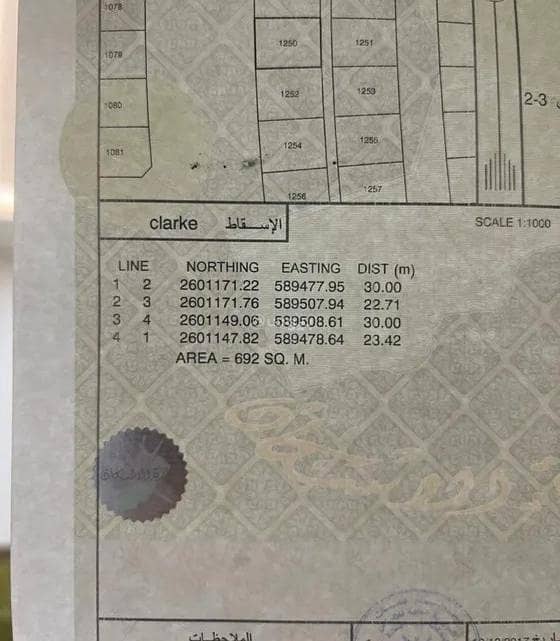 1078
1250 1251
1079
1252 1253
1080
1254 1255
1081
1256 1257
2-3
SCALE 1:1000
clarke الإسقاط
LINE NORTHING EASTING DIST (m)
1 2 2601171.22 589477.95 30.00
2 3 2601171.76 589507.94 22.71
3 4 2601149.06 589508.61 30.00
4 1 2601147.82 589478.64 23.42
AREA = 692 SQ. M.
الملاحظات